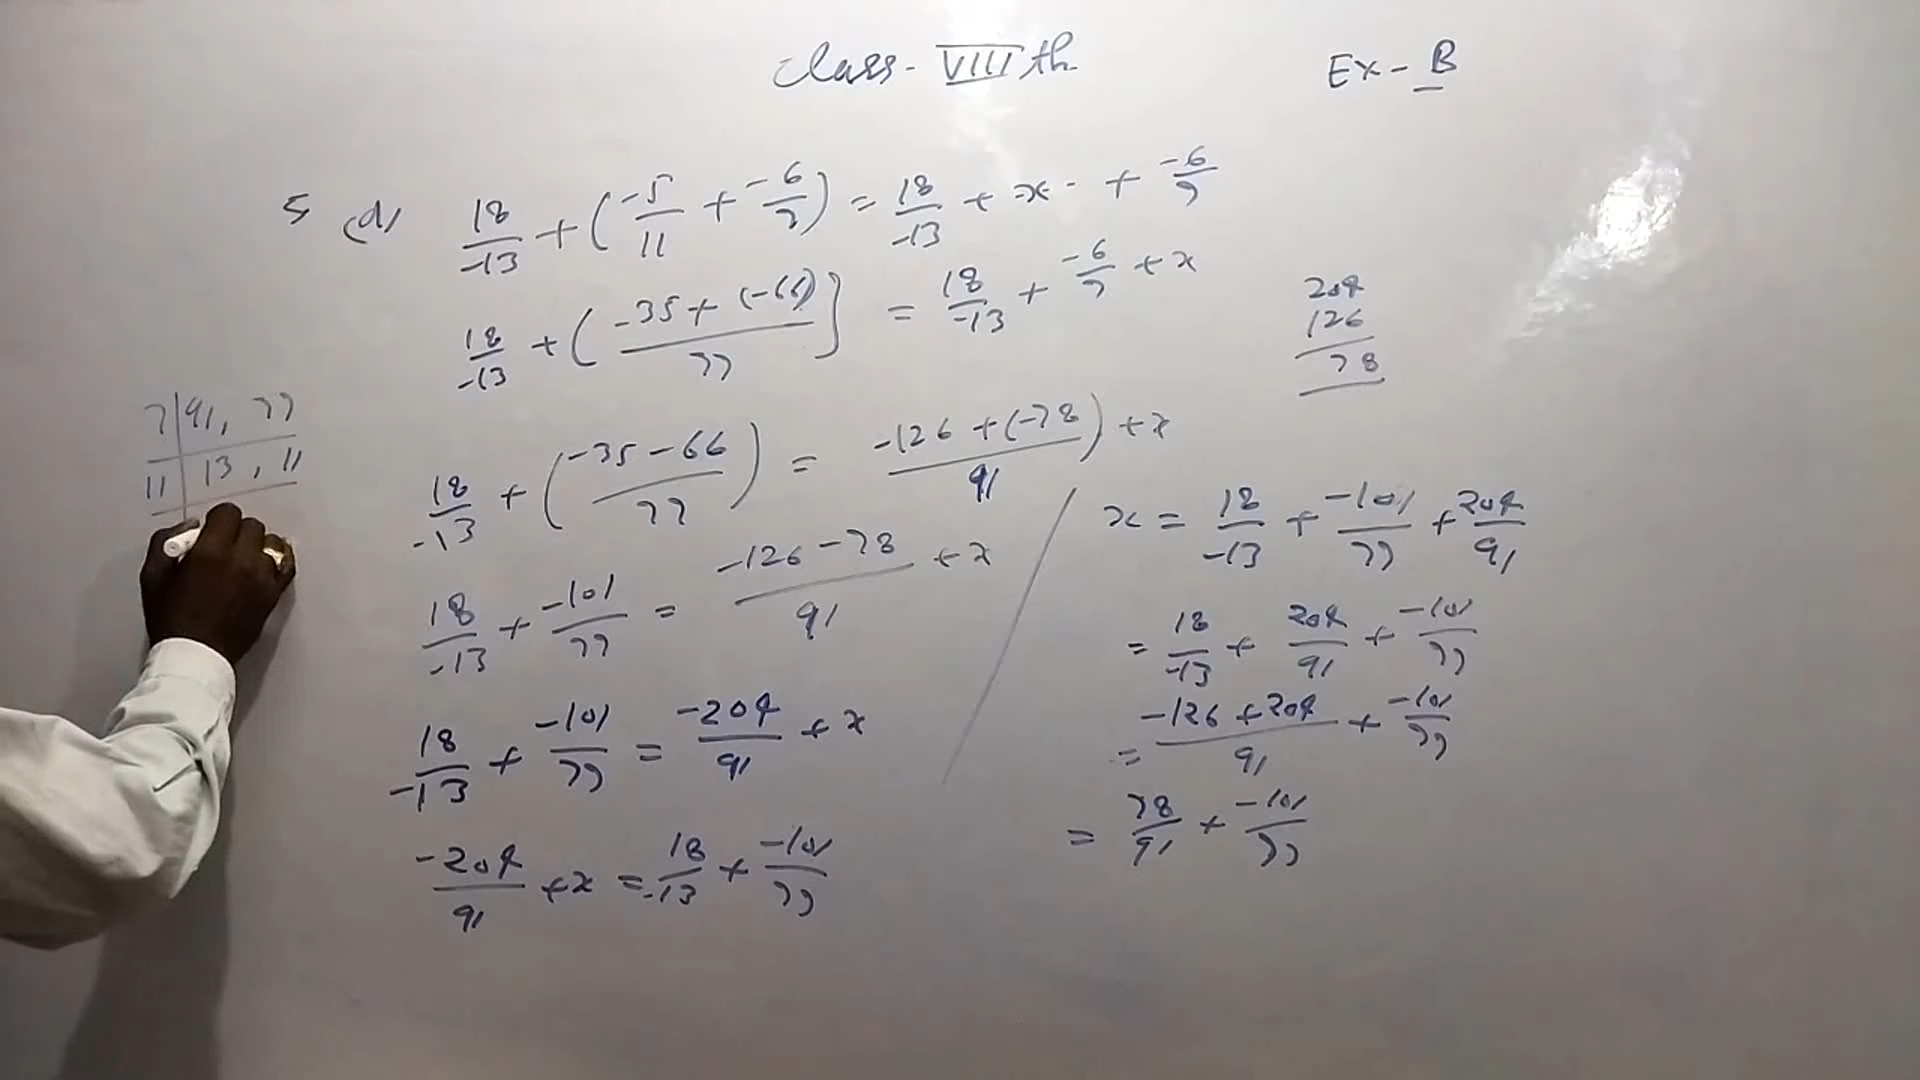 Class - VIIIth
Ex - B
5 (d) 18/-13 + (-5/11 + -6/7) = 18/-13 + x + -6/7
18/-13 + (-35 + (-66)/77) = 18/-13 + -6/7 + x
18/-13 + (-35 - 66/77) = -126 + (-78)/91 + x
18/-13 + -101/77 = -126 - 78/91 + x
18/-13 + -101/77 = -204/91 + x
-204/91 + x = 18/-13 + -101/77
x = 18/-13 + -101/77 + 204/91
= 18/-13 + 204/91 + -101/77
= -126 + 204/91 + -101/77
= 78/91 + -101/77
204
126
78
7 | 91, 77
11 | 13, 11